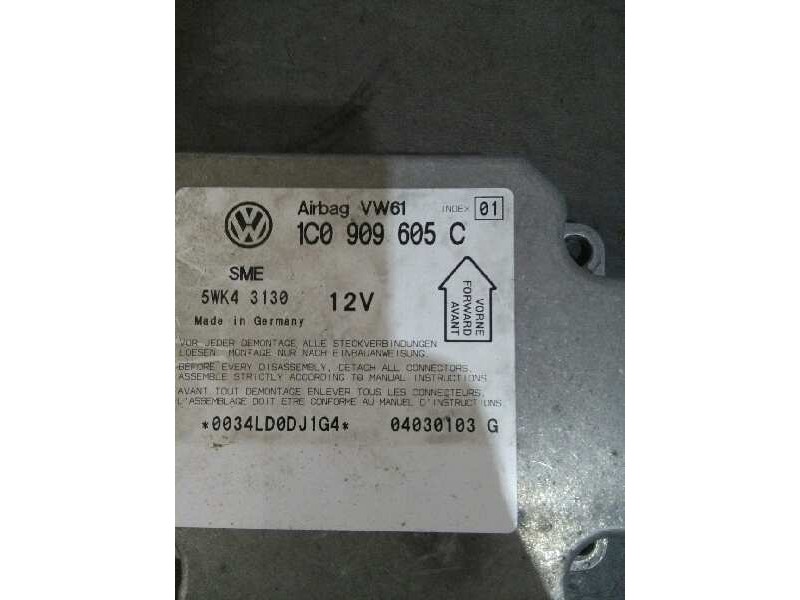 Airbag VW61 INDEX 01
1C0 909 605 C
SME
5WK4 3130 12V
Made in Germany
VORNE
FORWARD
AVANT
VOR JEDER DEMONTAGE ALLE STECKVERBINDUNGEN
LOESEN. MONTAGE NUR NACH EINBAUANWEISUNG.
BEFORE EVERY DISASSEMBLY, DETACH ALL CONNECTORS.
ASSEMBLE STRICTLY ACCORDING TO MANUAL INSTRUCTIONS
AVANT TOUT DEMONTAGE ENLEVER TOUS LES CONNECTEURS.
L'ASSEMBLAGE DOIT ETRE CONFORME AU MANUEL D'INSTRUCTIONS.
*0034LD0DJ1G4* 04030103 G